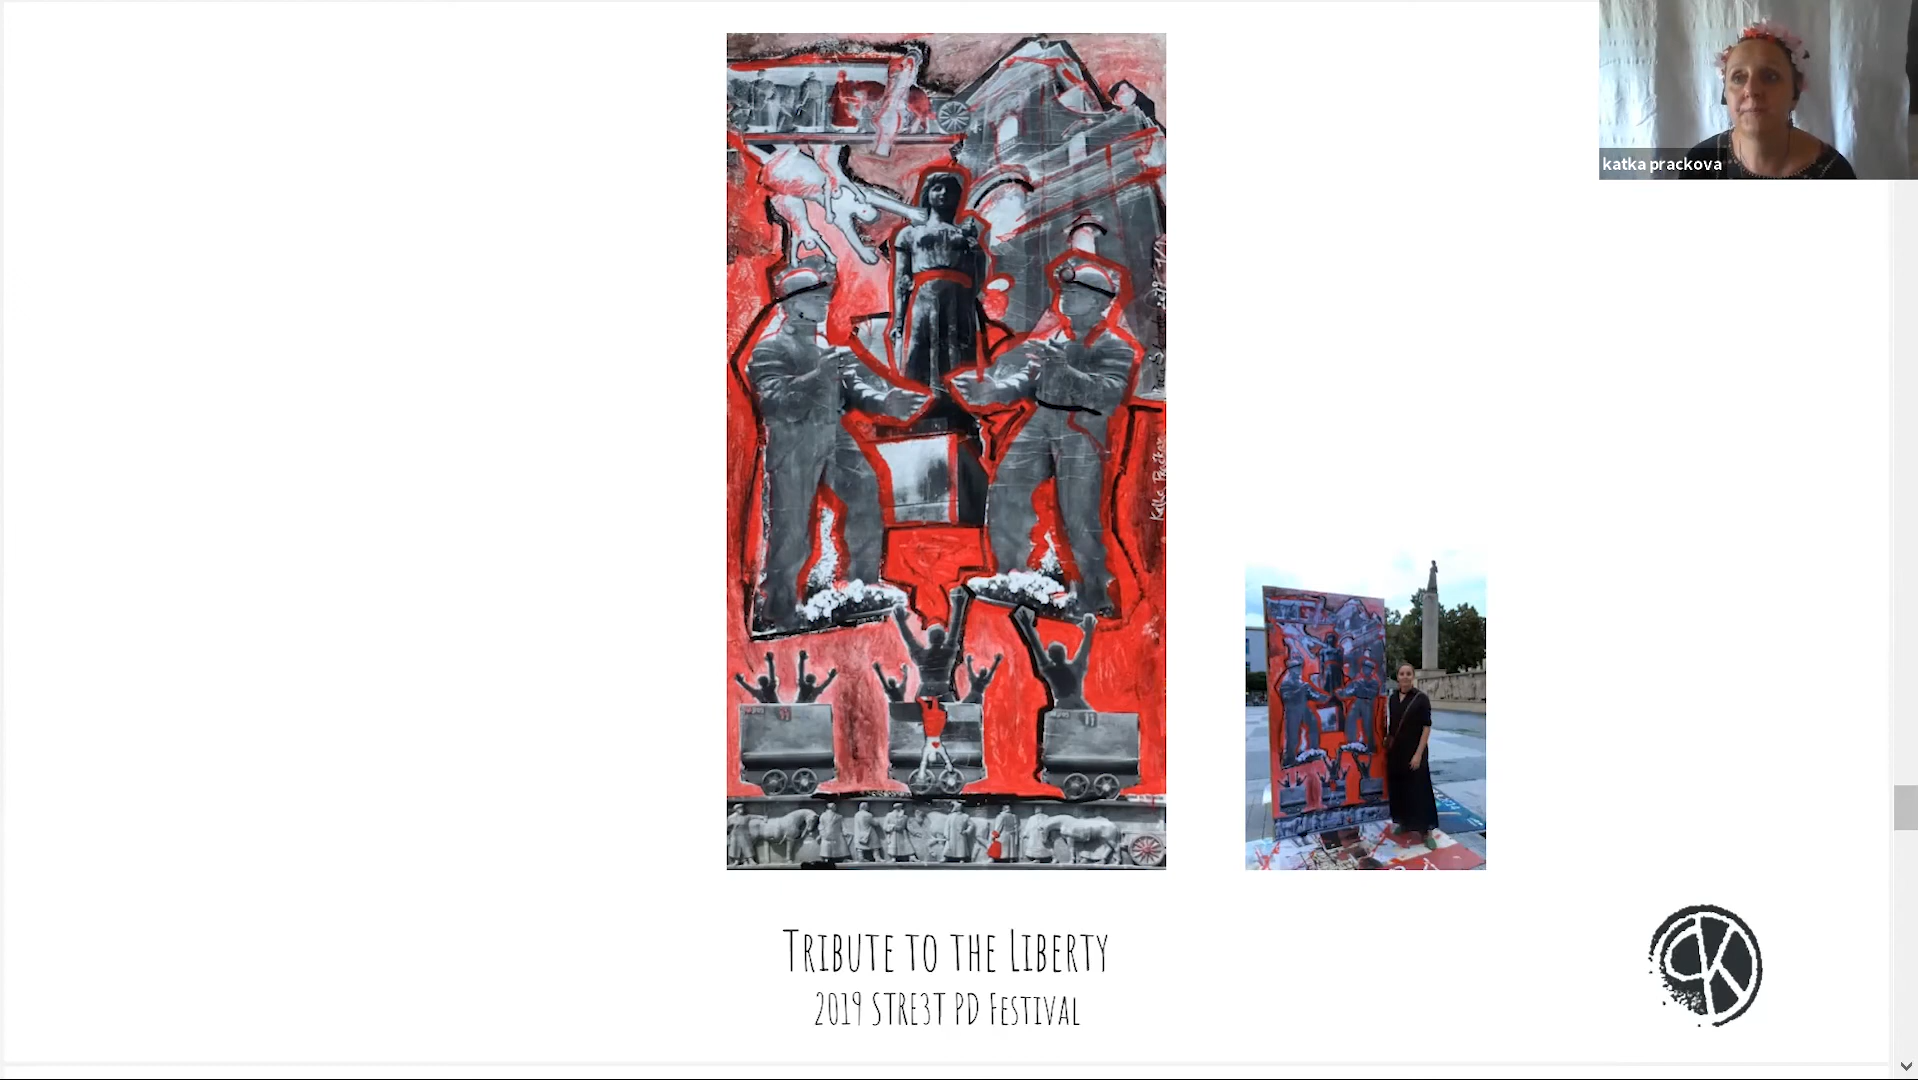 katka prackova
TRIBUTE TO THE LIBERTY
2019 STRE3T PD FESTIVAL